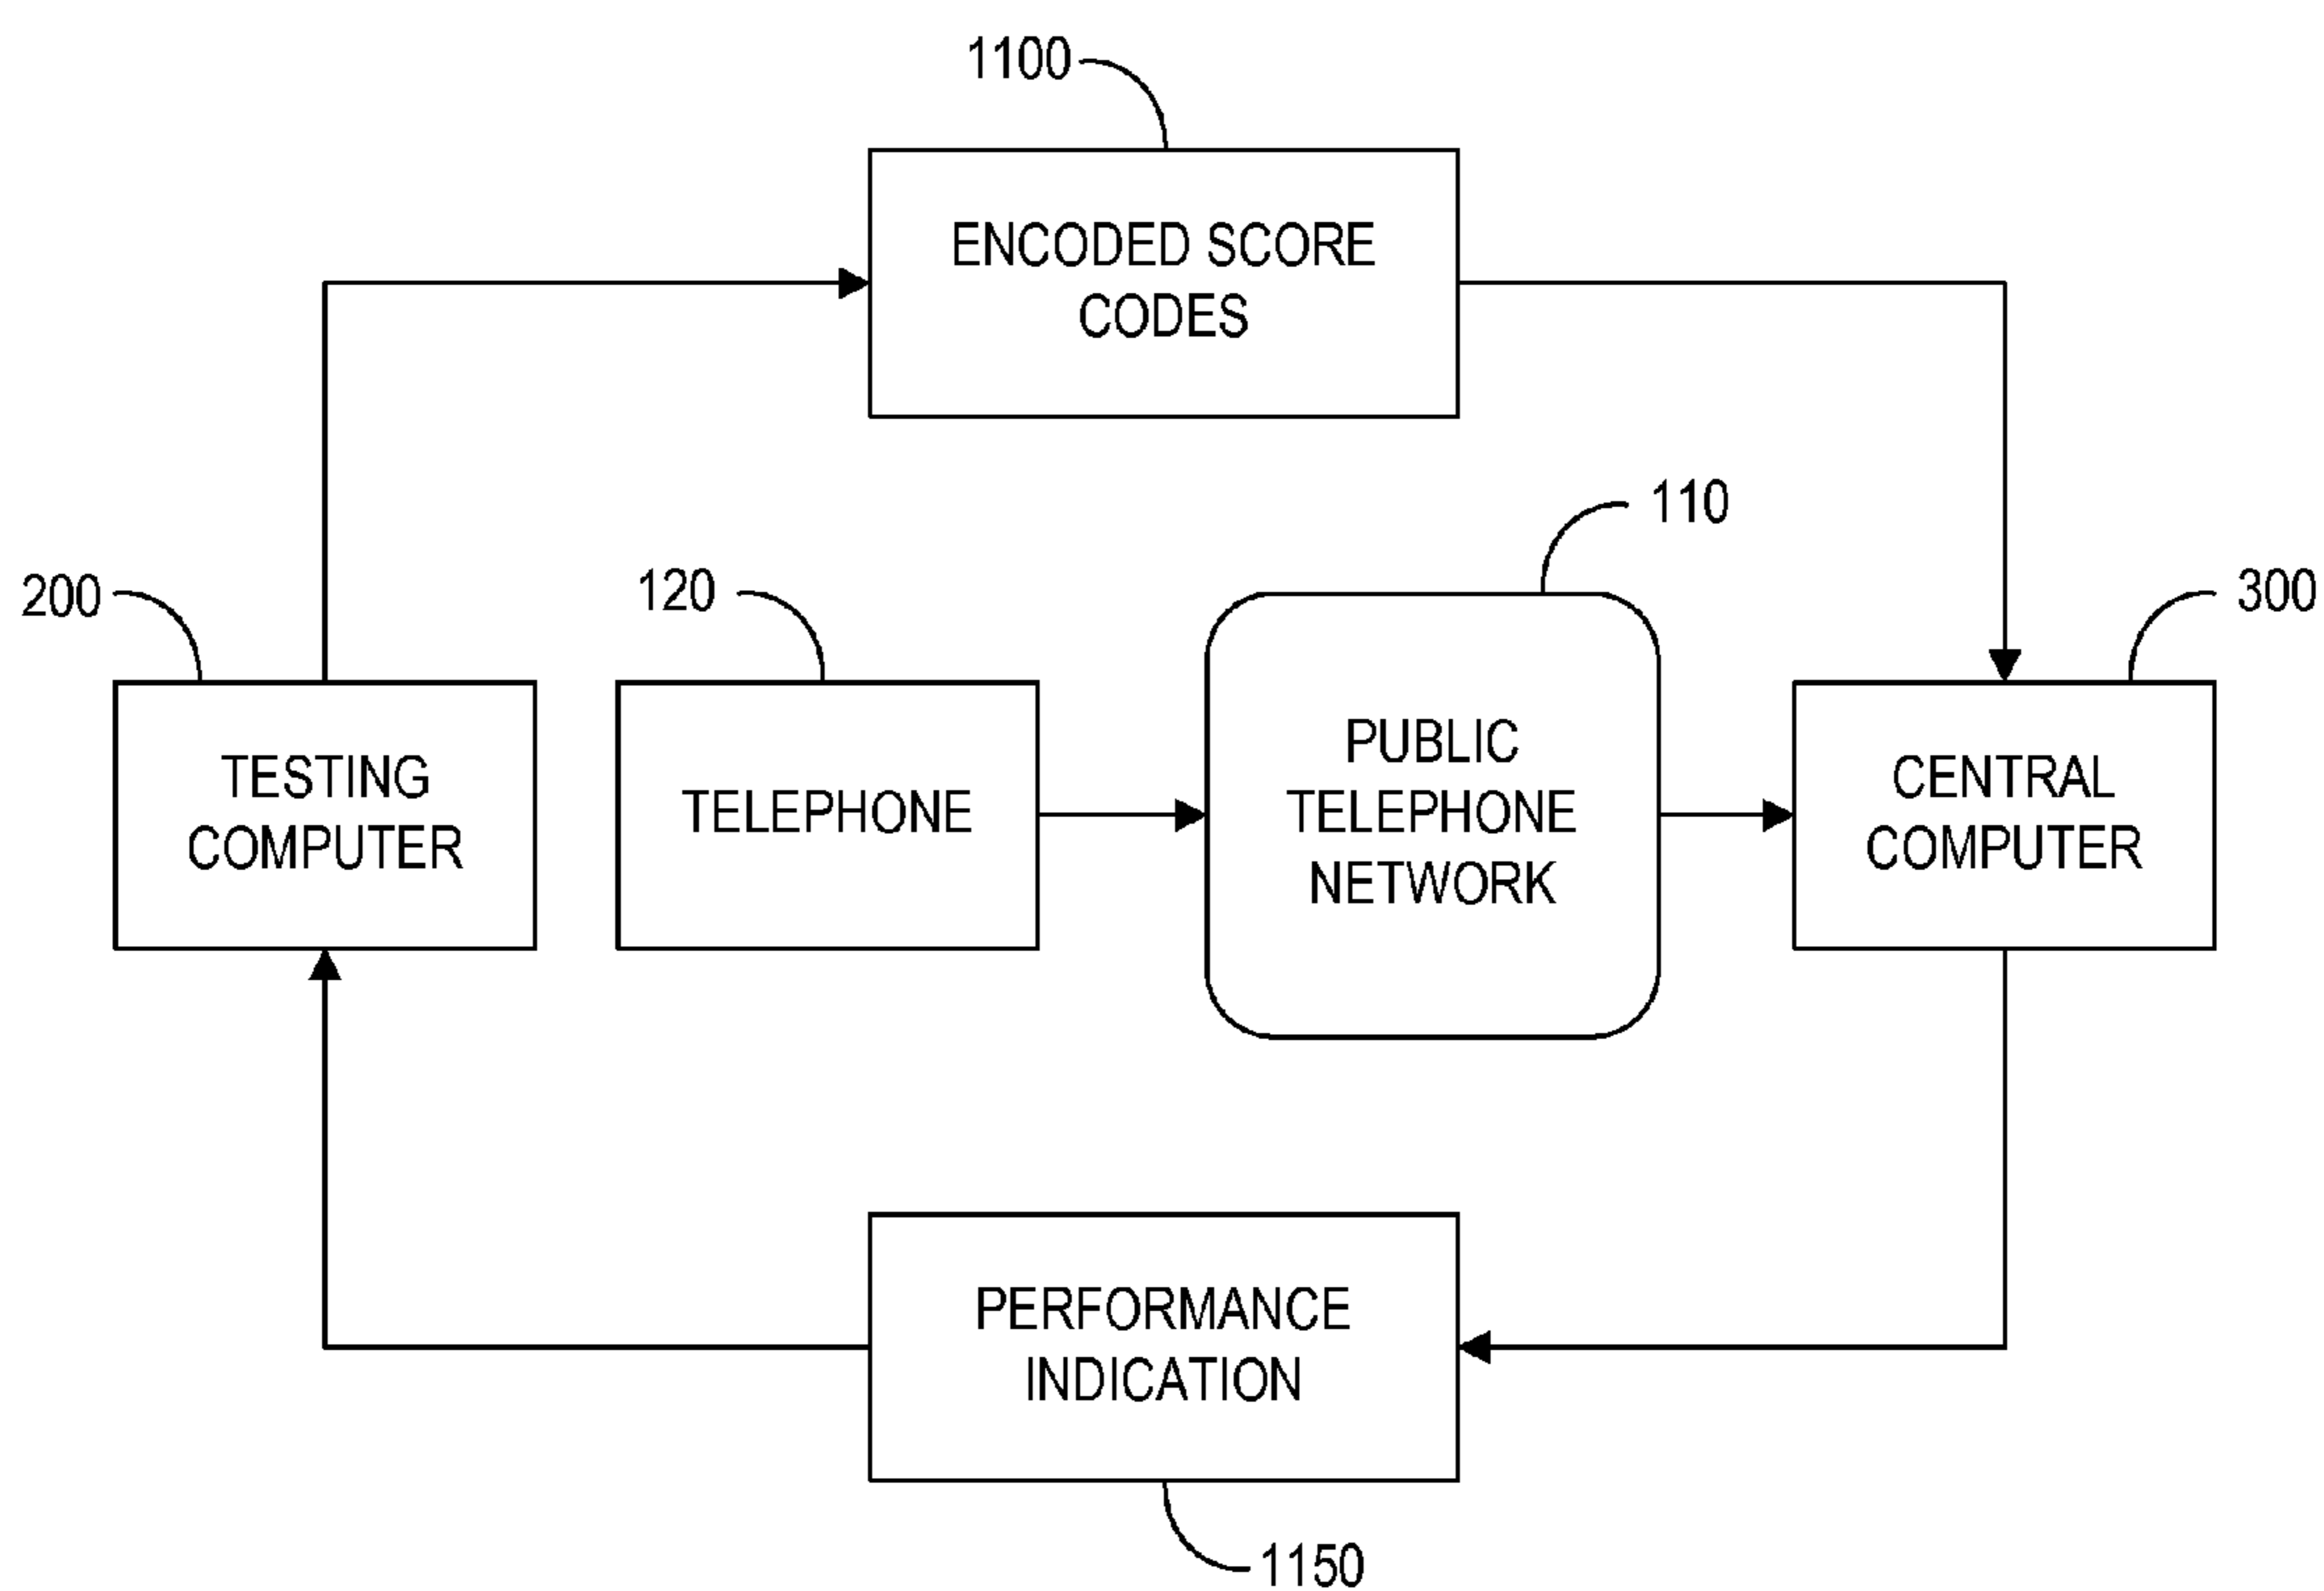 1100
ENCODED SCORE
CODES
110
200
120
300
TESTING
COMPUTER
TELEPHONE
PUBLIC
TELEPHONE
NETWORK
CENTRAL
COMPUTER
PERFORMANCE
INDICATION
1150